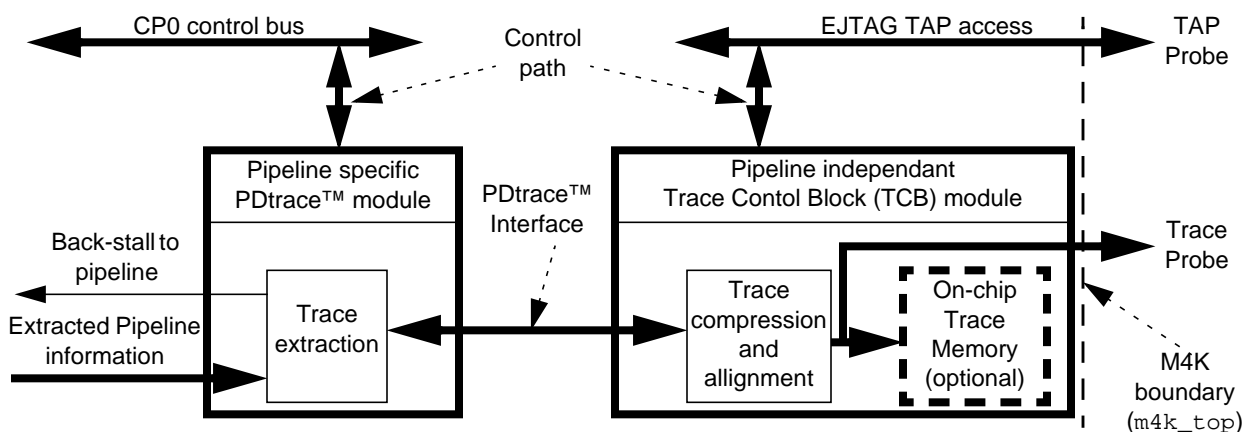 CP0 control bus
Control
path
EJTAG TAP access
TAP
Probe
Pipeline specific
PDtrace™ module
PDtrace™
Interface
Pipeline independant
Trace Contol Block (TCB) module
Back-stall to
pipeline
Extracted Pipeline
information
Trace
extraction
Trace
compression
and
allignment
On-chip
Trace
Memory
(optional)
Trace
Probe
M4K
boundary
(m4k_top)